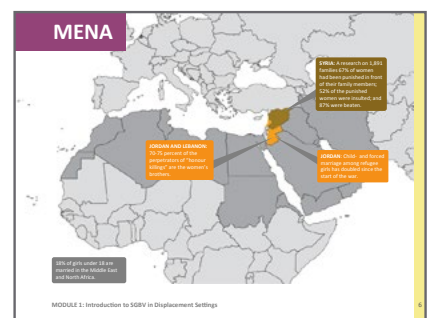 MENA
SYRIA: A research on 1,891
families 67% of women
had been punished in front
of their family members;
52% of the punished
women were insulted; and
87% were beaten.
JORDAN AND LEBANON:
70-75 percent of the
perpetrators of "honour
killings" are the women's
brothers.
JORDAN: Child- and forced
marriage among refugee
girls has doubled since the
start of the war.
18% of girls under 18 are
married in the Middle East
and North Africa.
MODULE 1: Introduction to SGBV in Displacement Settings
6